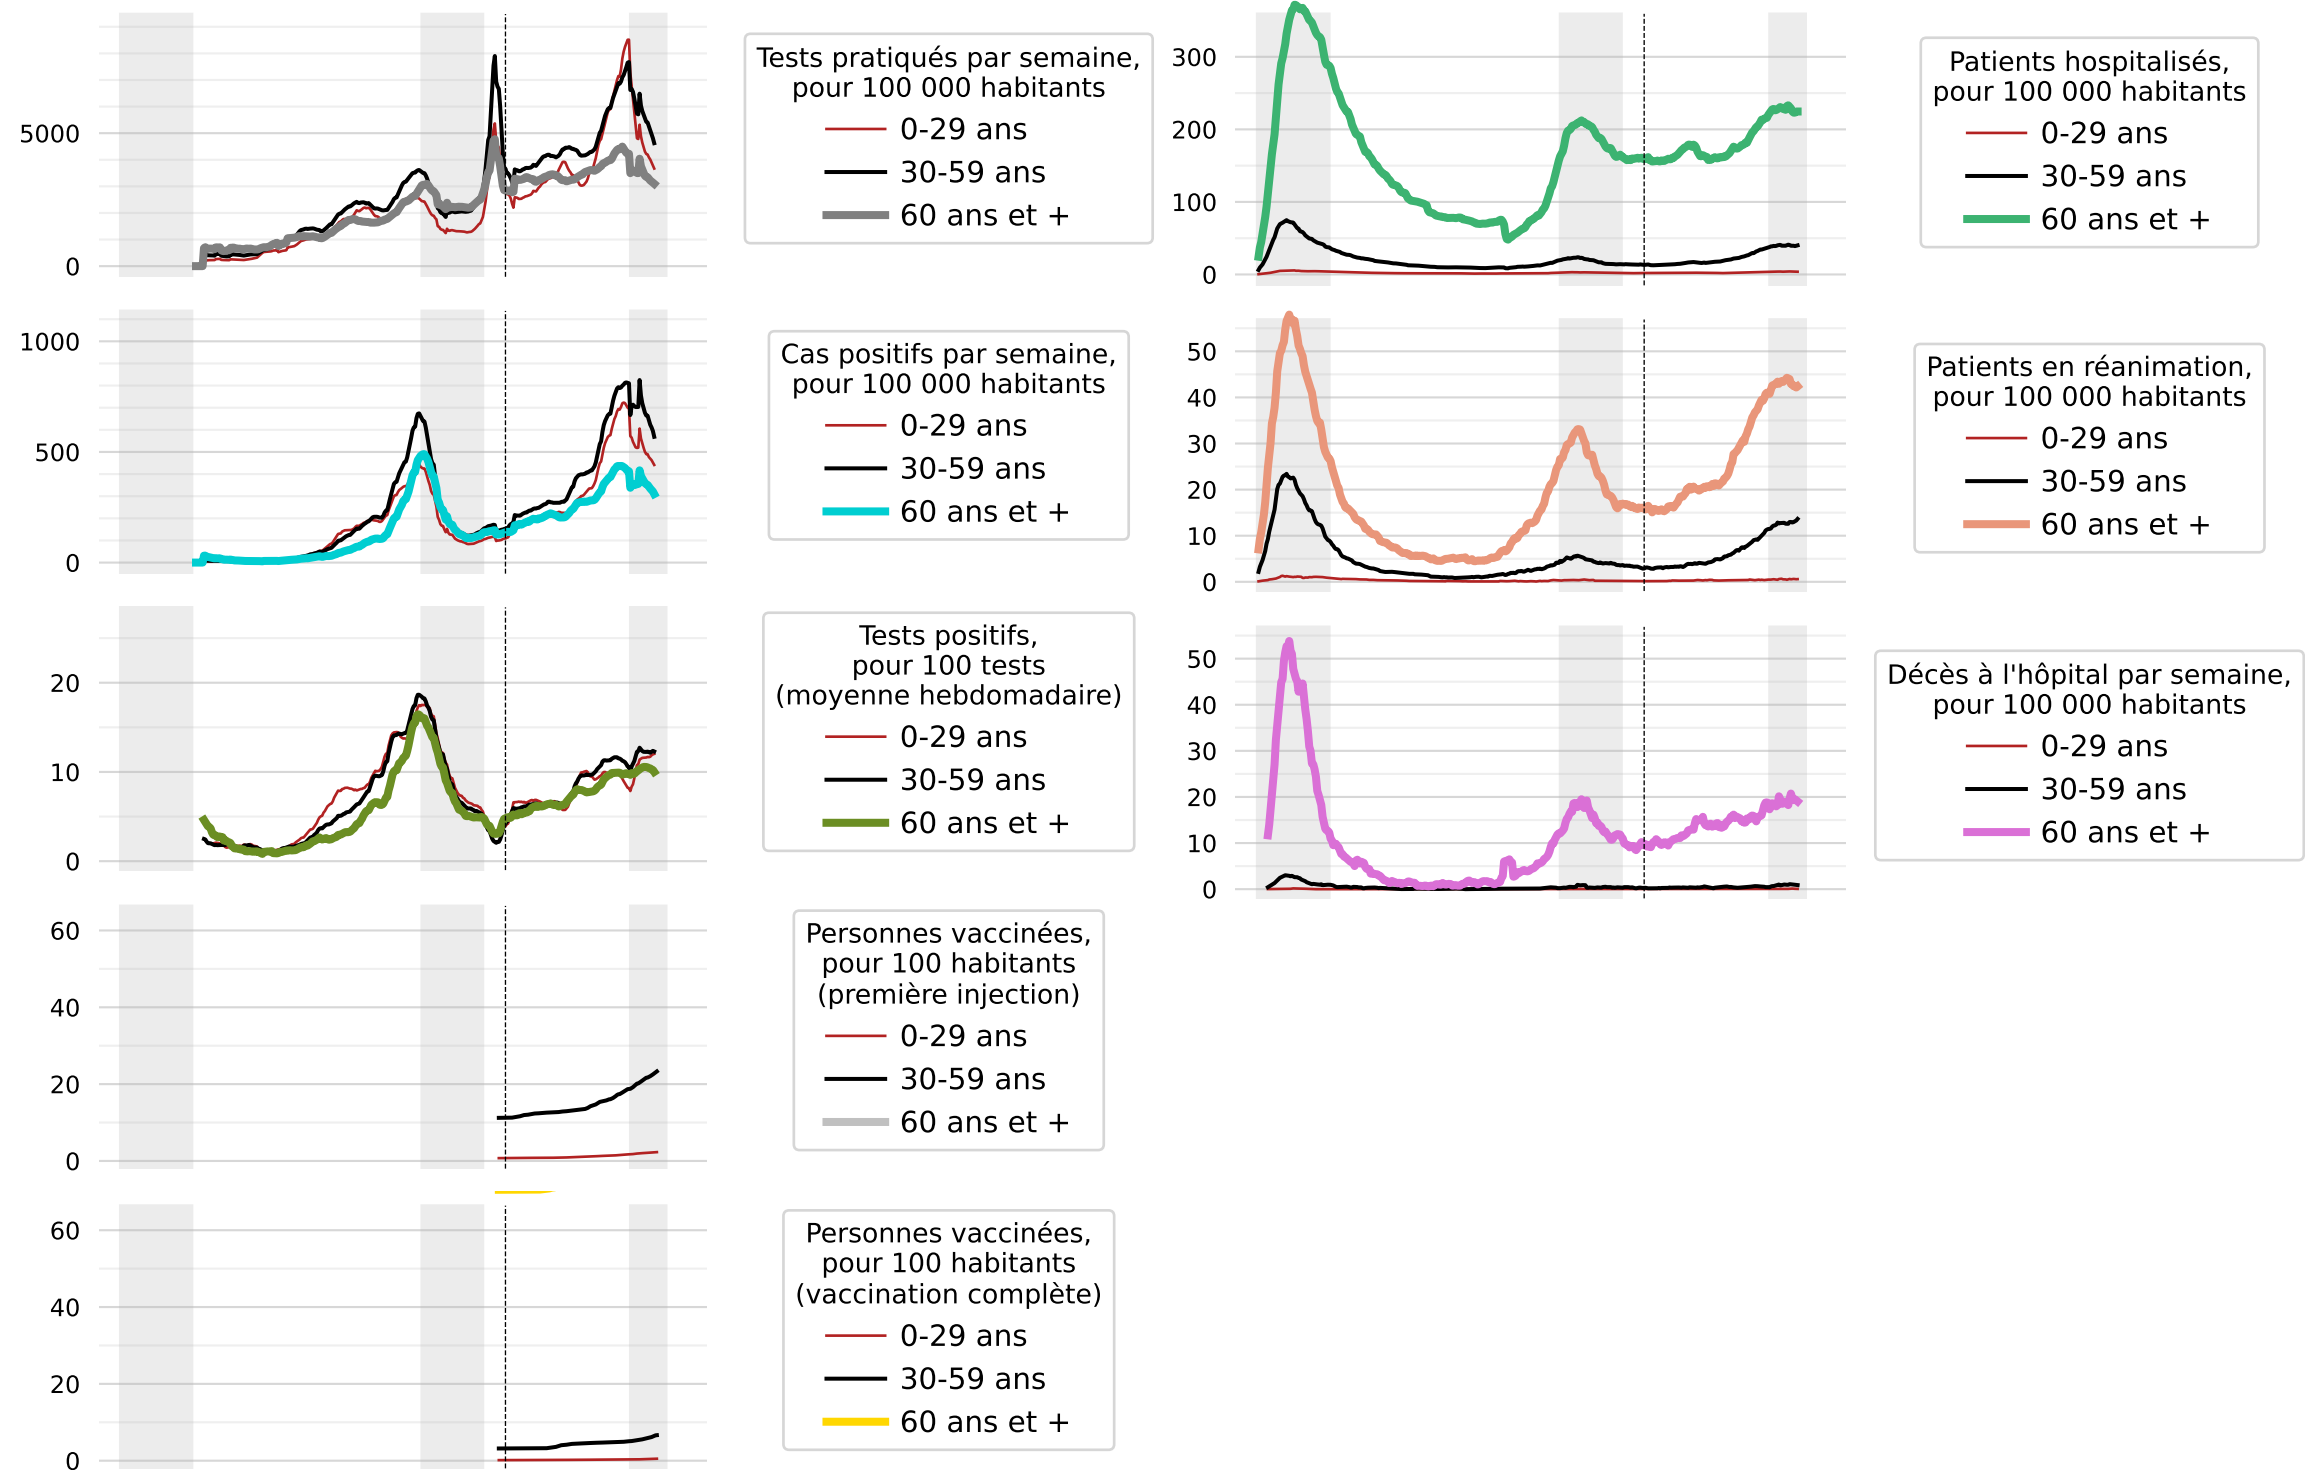 5000
0
Tests pratiqués par semaine,
pour 100 000 habitants
0-29 ans
30-59 ans
60 ans et +
1000
500
0
Cas positifs par semaine,
pour 100 000 habitants
0-29 ans
30-59 ans
60 ans et +
20
10
0
Tests positifs,
pour 100 tests
(moyenne hebdomadaire)
0-29 ans
30-59 ans
60 ans et +
60
40
20
0
Personnes vaccinées,
pour 100 habitants
(première injection)
0-29 ans
30-59 ans
60 ans et +
60
40
20
0
Personnes vaccinées,
pour 100 habitants
(vaccination complète)
0-29 ans
30-59 ans
60 ans et +
300
200
100
0
Patients hospitalisés,
pour 100 000 habitants
0-29 ans
30-59 ans
60 ans et +
50
40
30
20
10
0
Patients en réanimation,
pour 100 000 habitants
0-29 ans
30-59 ans
60 ans et +
50
40
30
20
10
0
Décès à l'hôpital par semaine,
pour 100 000 habitants
0-29 ans
30-59 ans
60 ans et +